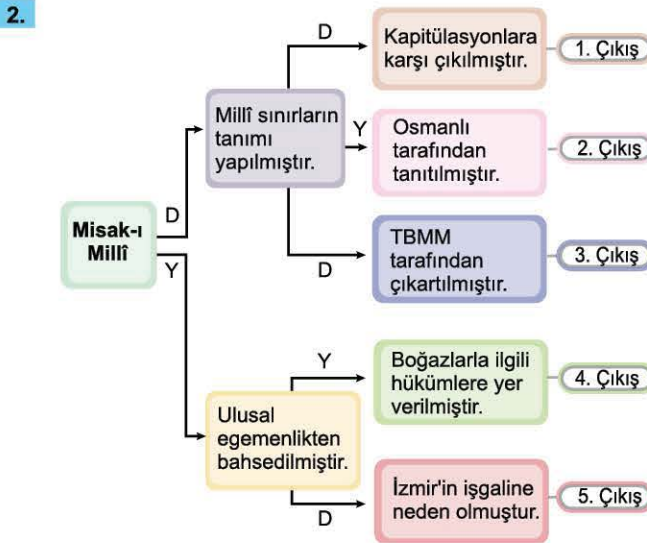 2.
Misak-ı
Millî
D
Y
Millî sınırların
tanımı
yapılmıştır.
D
Y
D
Kapitülasyonlara
karşı çıkılmıştır.
1. Çıkış
Osmanlı
tarafından
tanıtılmıştır.
2. Çıkış
TBMM
tarafından
çıkartılmıştır.
3. Çıkış
Ulusal
egemenlikten
bahsedilmiştir.
Y
D
Boğazlarla ilgili
hükümlere yer
verilmiştir.
4. Çıkış
İzmir'in işgaline
neden olmuştur.
5. Çıkış